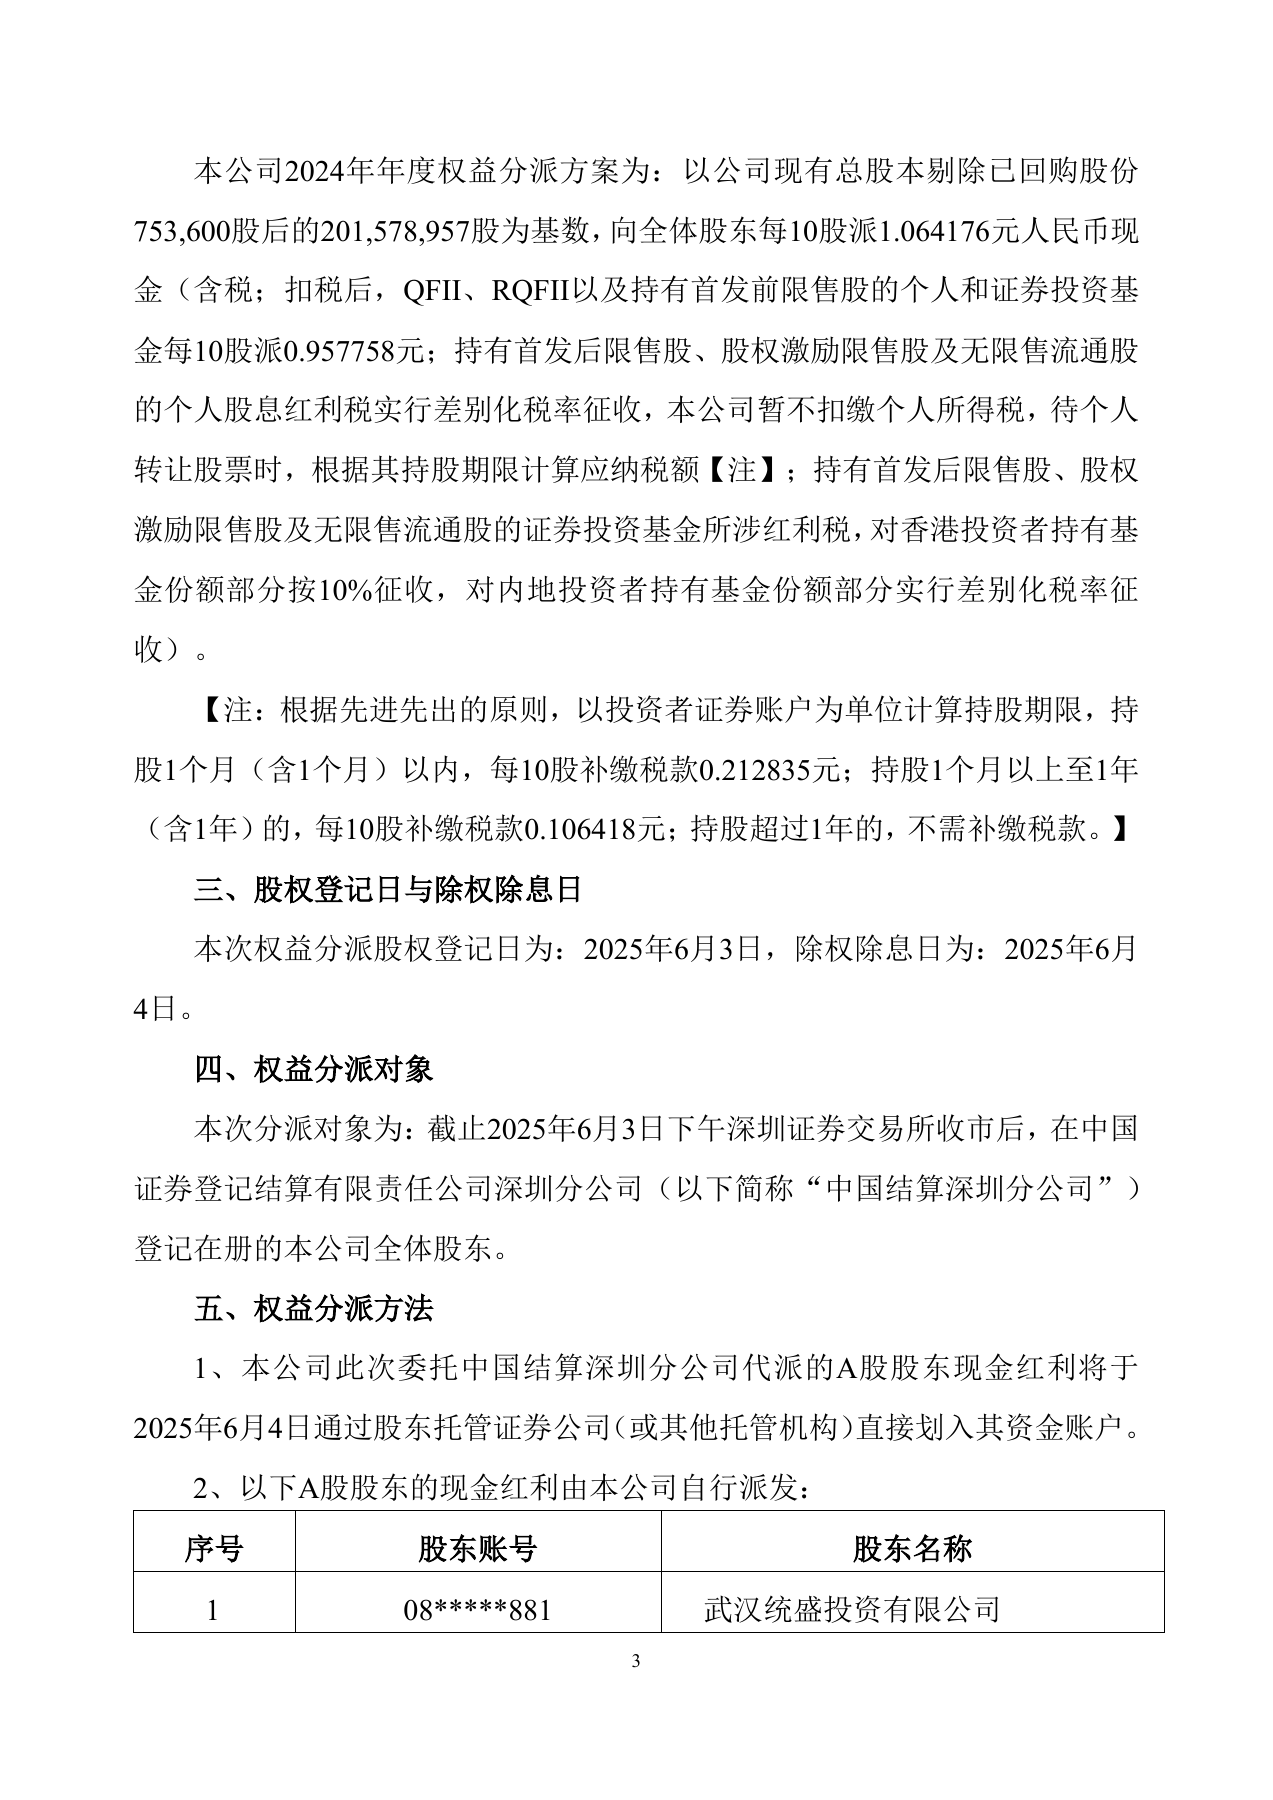 本公司2024年年度权益分派方案为：以公司现有总股本剔除已回购股份
753,600股后的201,578,957股为基数，向全体股东每10股派1.064176元人民币现
金（含税；扣税后，QFII、RQFII以及持有首发前限售股的个人和证券投资基
金每10股派0.957758元；持有首发后限售股、股权激励限售股及无限售流通股
的个人股息红利税实行差别化税率征收，本公司暂不扣缴个人所得税，待个人
转让股票时，根据其持股期限计算应纳税额【注】；持有首发后限售股、股权
激励限售股及无限售流通股的证券投资基金所涉红利税，对香港投资者持有基
金份额部分按10%征收，对内地投资者持有基金份额部分实行差别化税率征
收）。
【注：根据先进先出的原则，以投资者证券账户为单位计算持股期限，持
股1个月（含1个月）以内，每10股补缴税款0.212835元；持股1个月以上至1年
（含1年）的，每10股补缴税款0.106418元；持股超过1年的，不需补缴税款。】
三、股权登记日与除权除息日
本次权益分派股权登记日为：2025年6月3日，除权除息日为：2025年6月
4日。
四、权益分派对象
本次分派对象为：截止2025年6月3日下午深圳证券交易所收市后，在中国
证券登记结算有限责任公司深圳分公司（以下简称“中国结算深圳分公司”）
登记在册的本公司全体股东。
五、权益分派方法
1、本公司此次委托中国结算深圳分公司代派的A股股东现金红利将于
2025年6月4日通过股东托管证券公司（或其他托管机构）直接划入其资金账户。
2、以下A股股东的现金红利由本公司自行派发：
序号 股东账号 股东名称
1 08*****881 武汉统盛投资有限公司
3